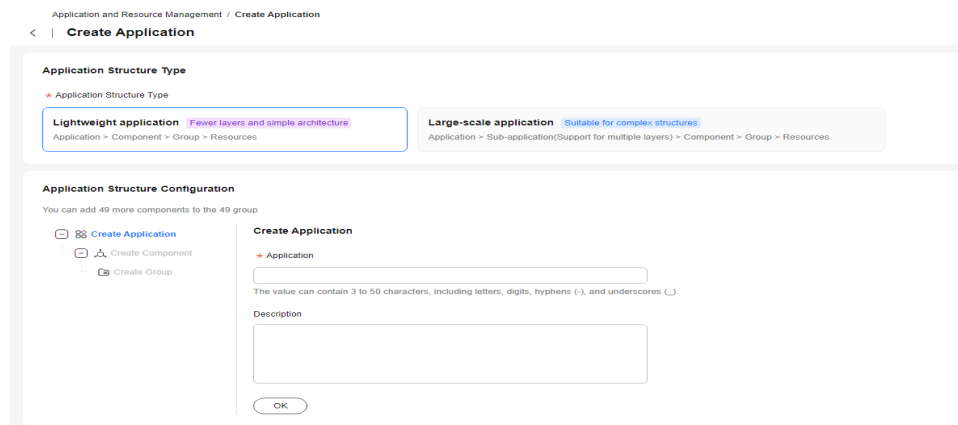 Application and Resource Management / Create Application
< | Create Application
Application Structure Type
* Application Structure Type
Lightweight application Fewer layers and simple architecture
Application > Component > Group > Resources
Large-scale application Suitable for complex structures
Application > Sub-application(Support for multiple layers) > Component > Group > Resources
Application Structure Configuration
You can add 49 more components to the 49 group
Create Application
Create Component
Create Group
Create Application
* Application
The value can contain 3 to 50 characters, including letters, digits, hyphens (-), and underscores (_).
Description
OK